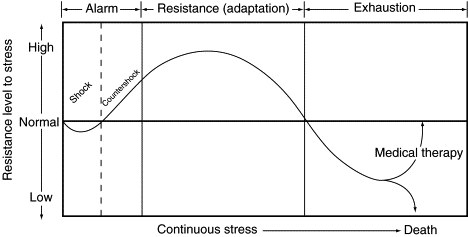 Alarm
Resistance (adaptation)
Exhaustion
Resistance level to stress
High
Normal
Low
Shock
Countershock
Medical therapy
Continuous stress
Death